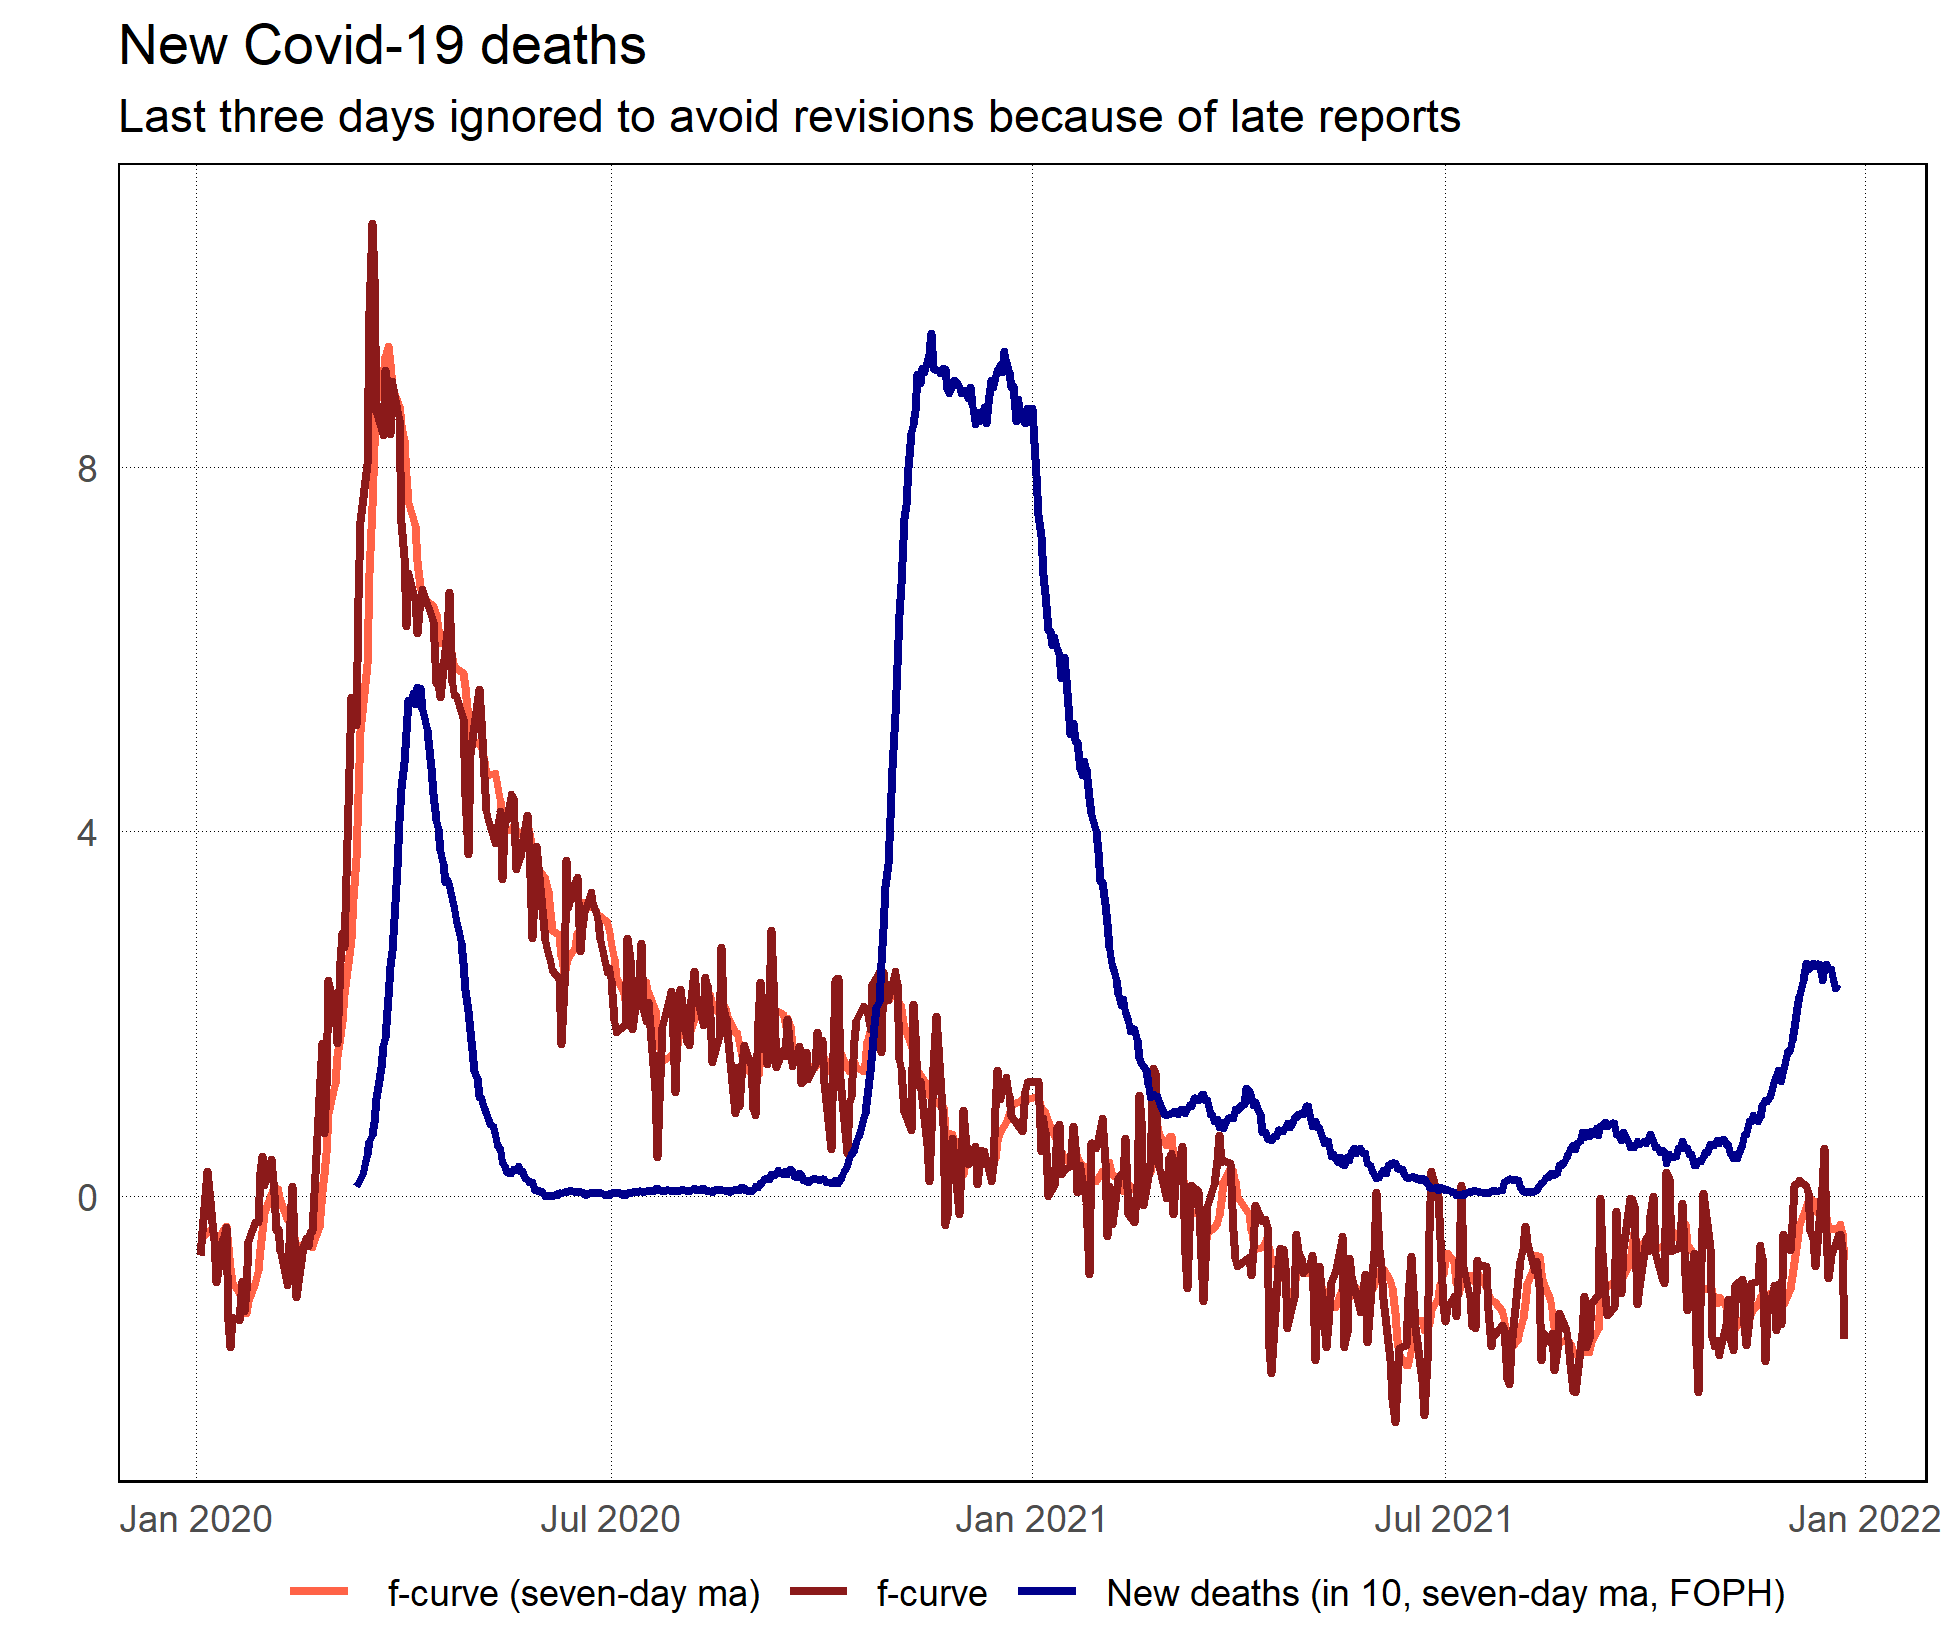 New Covid-19 deaths
Last three days ignored to avoid revisions because of late reports
8
4
0
Jan 2020 Jul 2020 Jan 2021 Jul 2021 Jan 2022
f-curve (seven-day ma) f-curve New deaths (in 10, seven-day ma, FOPH)